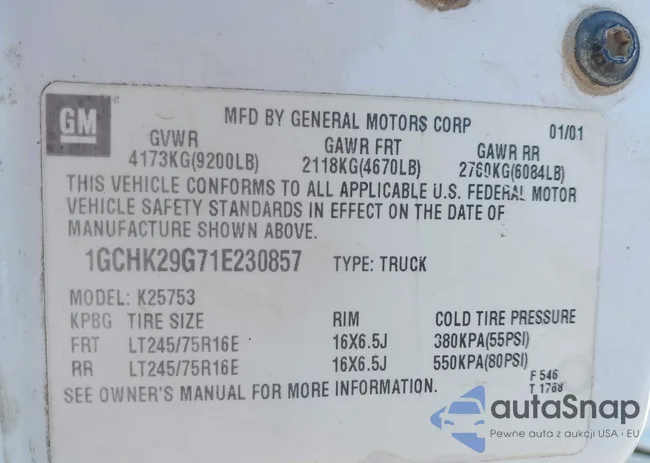 GM
MFD BY GENERAL MOTORS CORP 01/01
GVWR GAWR FRT GAWR RR
4173KG(9200LB) 2118KG(4670LB) 2760KG(6084LB)
THIS VEHICLE CONFORMS TO ALL APPLICABLE U.S. FEDERAL MOTOR
VEHICLE SAFETY STANDARDS IN EFFECT ON THE DATE OF
MANUFACTURE SHOWN ABOVE.
1GCHK29G71E230857 TYPE: TRUCK
MODEL: K25753
KPBG TIRE SIZE RIM COLD TIRE PRESSURE
FRT LT245/75R16E 16X6.5J 380KPA(55PSI)
RR LT245/75R16E 16X6.5J 550KPA(80PSI)
SEE OWNER'S MANUAL FOR MORE INFORMATION.
F 546
T 1768
autaSnap
Pewne auta z aukcji USA i EU